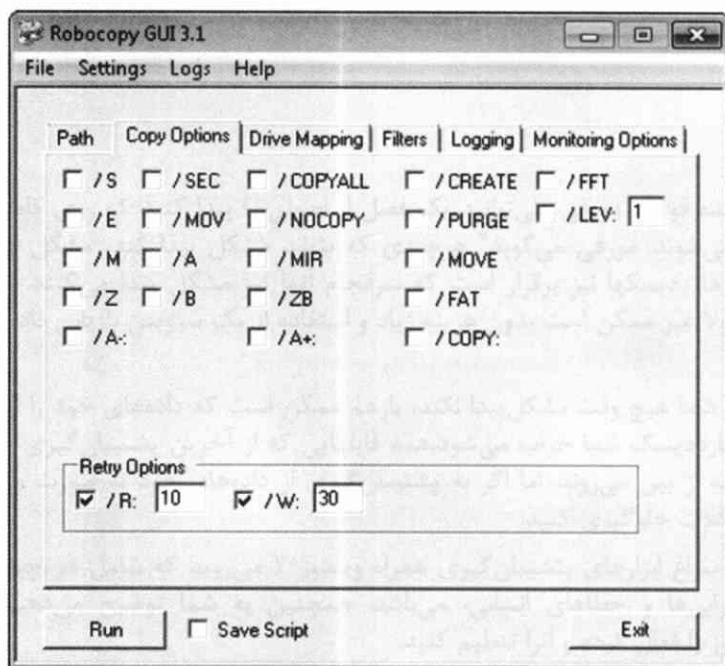 Robocopy GUI 3.1
File Settings Logs Help
Path Copy Options Drive Mapping Filters Logging Monitoring Options
/S /SEC /COPYALL /CREATE /FFT
/E /MOV /NOCOPY /PURGE /LEV: 1
/M /A /MIR /MOVE
/Z /B /ZB /FAT
/A-: /A+: /COPY:
Retry Options
/R: 10 /W: 30
Run Save Script Exit